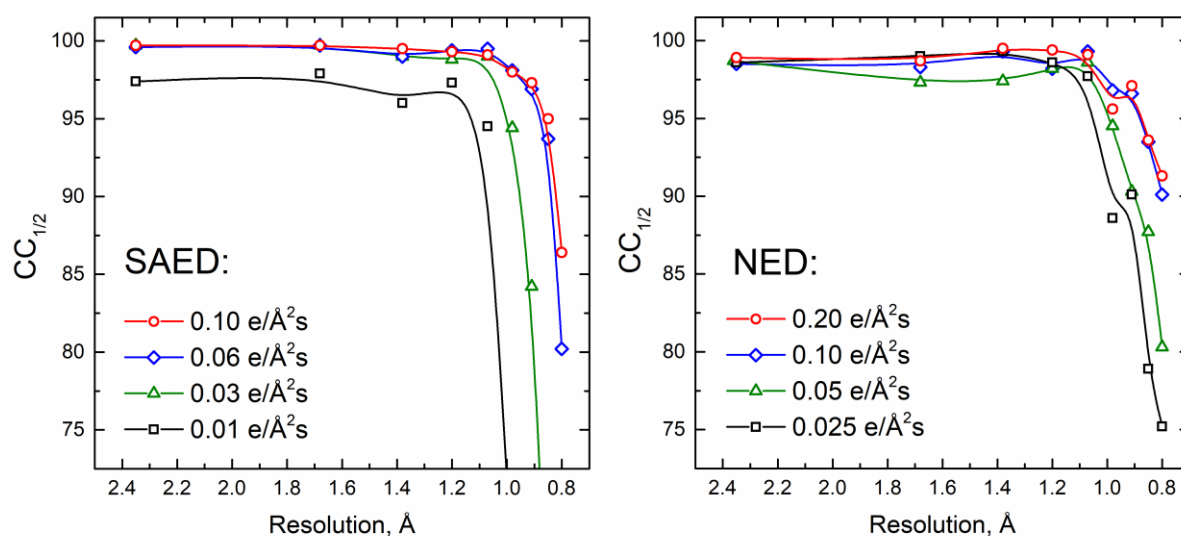 100
95
90
85
80
75
CC1/2
SAED:
0.10 e/Å²s
0.06 e/Å²s
0.03 e/Å²s
0.01 e/Å²s
2.4 2.2 2.0 1.8 1.6 1.4 1.2 1.0 0.8
Resolution, Å
100
95
90
85
80
75
CC1/2
NED:
0.20 e/Å²s
0.10 e/Å²s
0.05 e/Å²s
0.025 e/Å²s
2.4 2.2 2.0 1.8 1.6 1.4 1.2 1.0 0.8
Resolution, Å